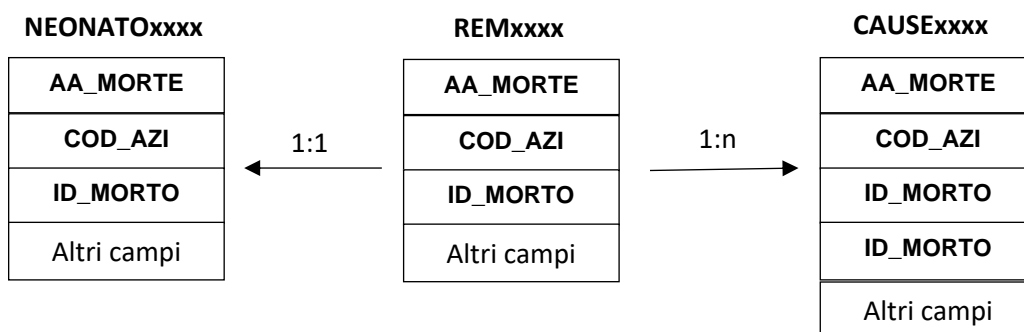 NEONATOxxxx
AA_MORTE
COD_AZI
ID_MORTO
Altri campi
1:1
REMxxxx
AA_MORTE
COD_AZI
ID_MORTO
Altri campi
1:n
CAUSExxxx
AA_MORTE
COD_AZI
ID_MORTO
ID_MORTO
Altri campi